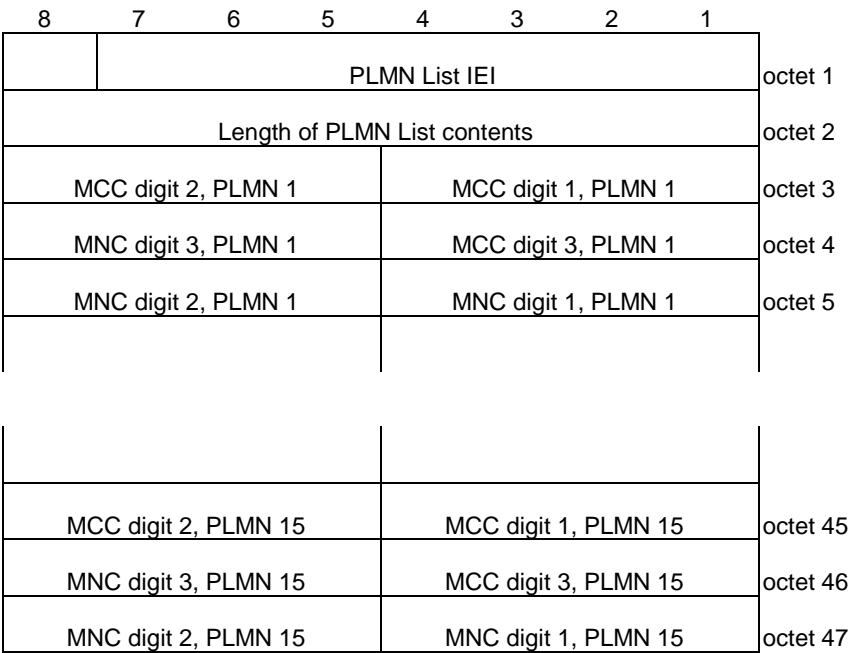 8 7 6 5 4 3 2 1
PLMN List IEI octet 1
Length of PLMN List contents octet 2
MCC digit 2, PLMN 1 MCC digit 1, PLMN 1 octet 3
MNC digit 3, PLMN 1 MCC digit 3, PLMN 1 octet 4
MNC digit 2, PLMN 1 MNC digit 1, PLMN 1 octet 5
MCC digit 2, PLMN 15 MCC digit 1, PLMN 15 octet 45
MNC digit 3, PLMN 15 MCC digit 3, PLMN 15 octet 46
MNC digit 2, PLMN 15 MNC digit 1, PLMN 15 octet 47